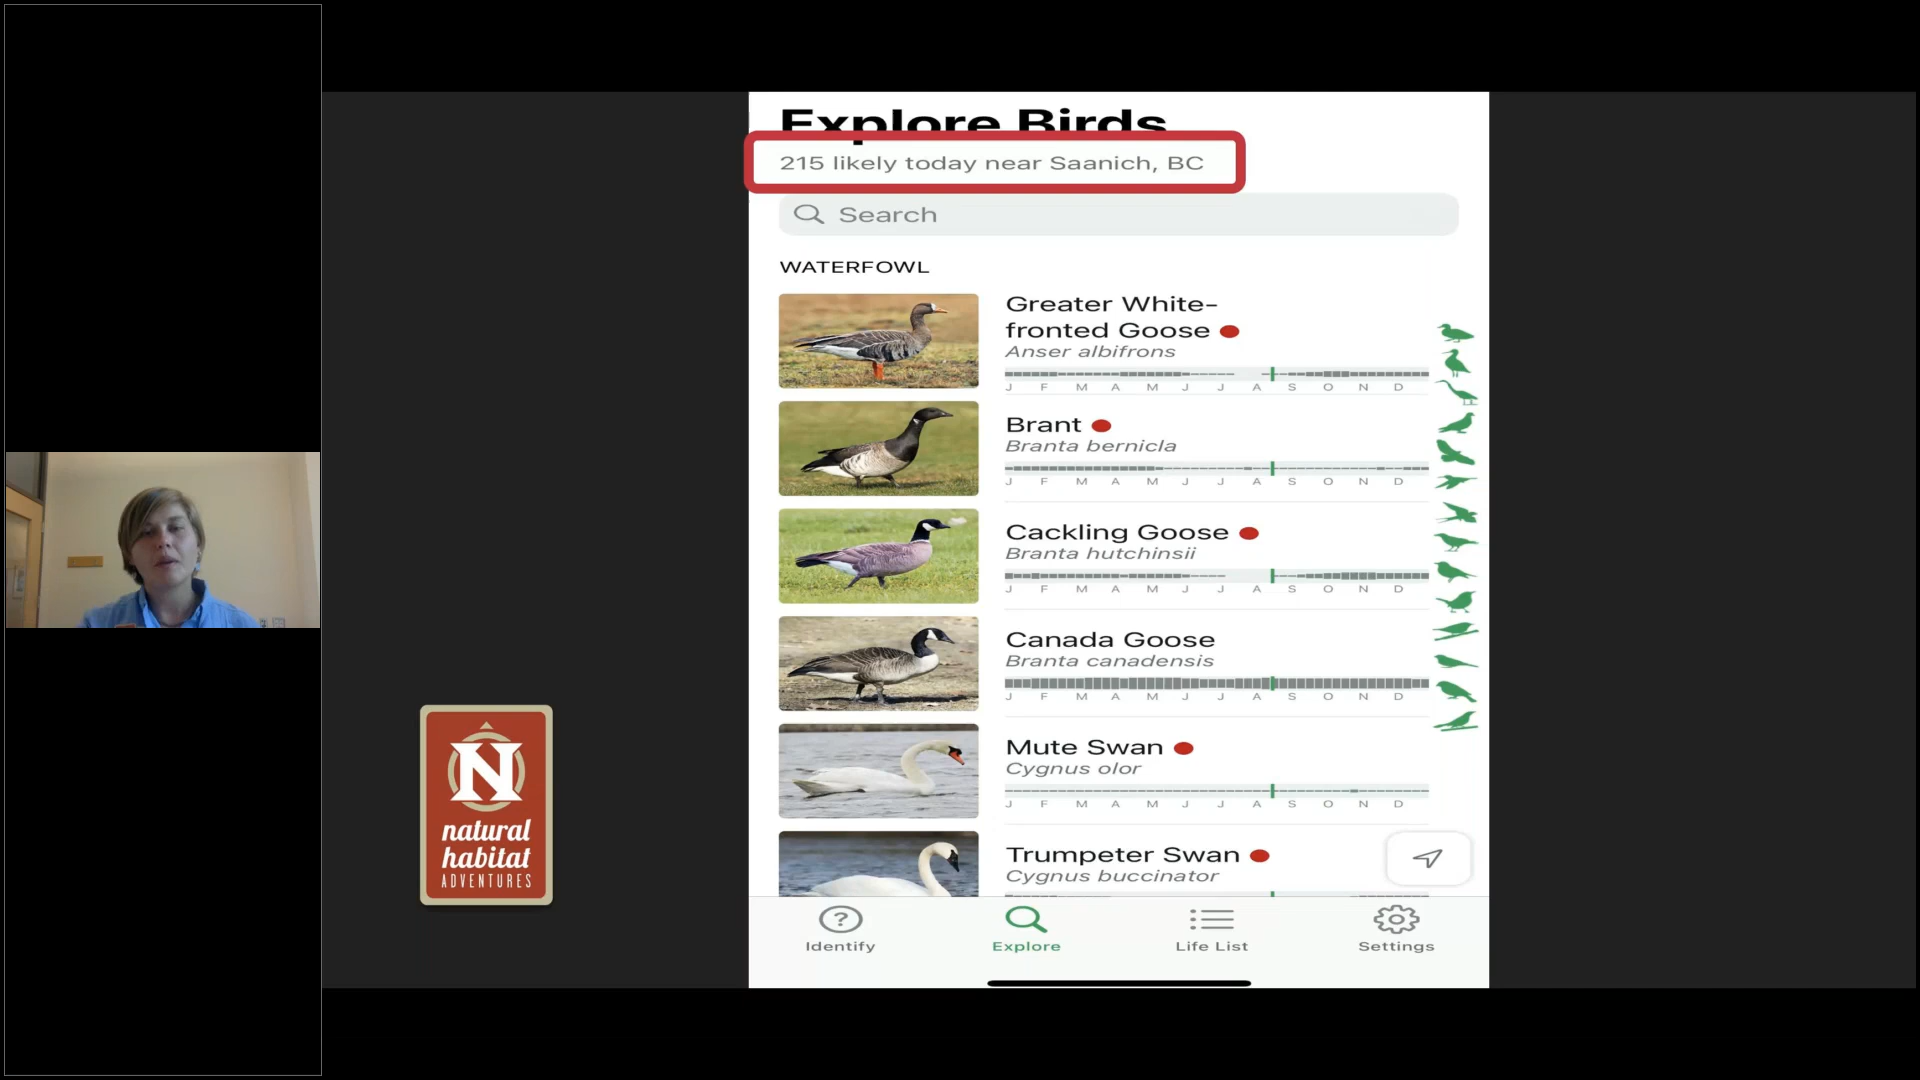 Explore Birds
215 likely today near Saanich, BC
Search
WATERFOWL
Greater White-
fronted Goose
Anser albifrons
J F M A M J J A S O N D
Brant
Branta bernicla
J F M A M J J A S O N D
Cackling Goose
Branta hutchinsii
J F M A M J J A S O N D
Canada Goose
Branta canadensis
J F M A M J J A S O N D
Mute Swan
Cygnus olor
J F M A M J J A S O N D
Trumpeter Swan
Cygnus buccinator
Identify
Explore
Life List
Settings
N
natural
habitat
ADVENTURES